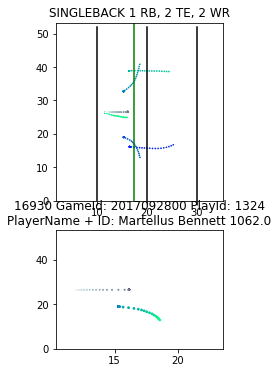 SINGLEBACK 1 RB, 2 TE, 2 WR
50
40
30
20
10
0
10 20 30
16930 GameId: 2017092800 PlayId: 1324
PlayerName + ID: Martellus Bennett 1062.0
40
20
0
15 20